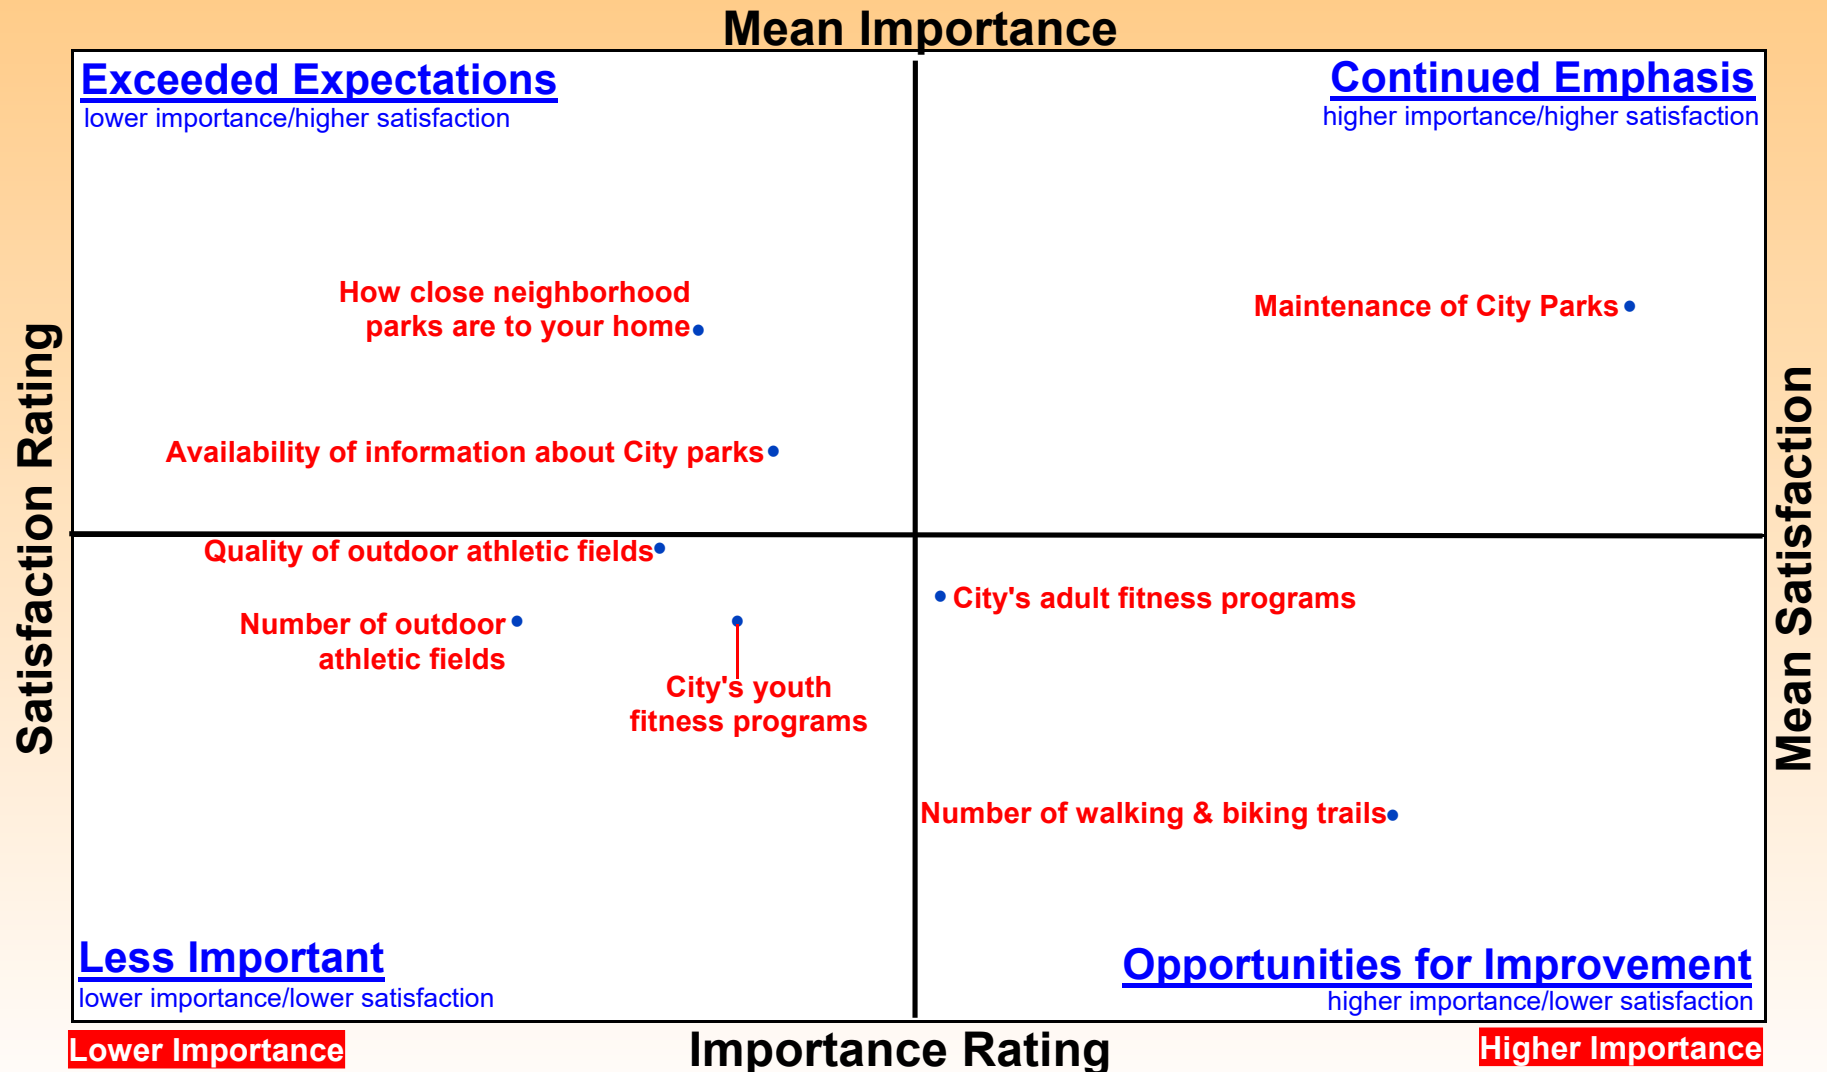 Mean Importance
Exceeded Expectations
lower importance/higher satisfaction
Continued Emphasis
higher importance/higher satisfaction
How close neighborhood
parks are to your home
Maintenance of City Parks
Availability of information about City parks
Satisfaction Rating
Mean Satisfaction
Quality of outdoor athletic fields
City's adult fitness programs
Number of outdoor
athletic fields
City's youth
fitness programs
Number of walking & biking trails
Less Important
lower importance/lower satisfaction
Opportunities for Improvement
higher importance/lower satisfaction
Lower Importance
Importance Rating
Higher Importance